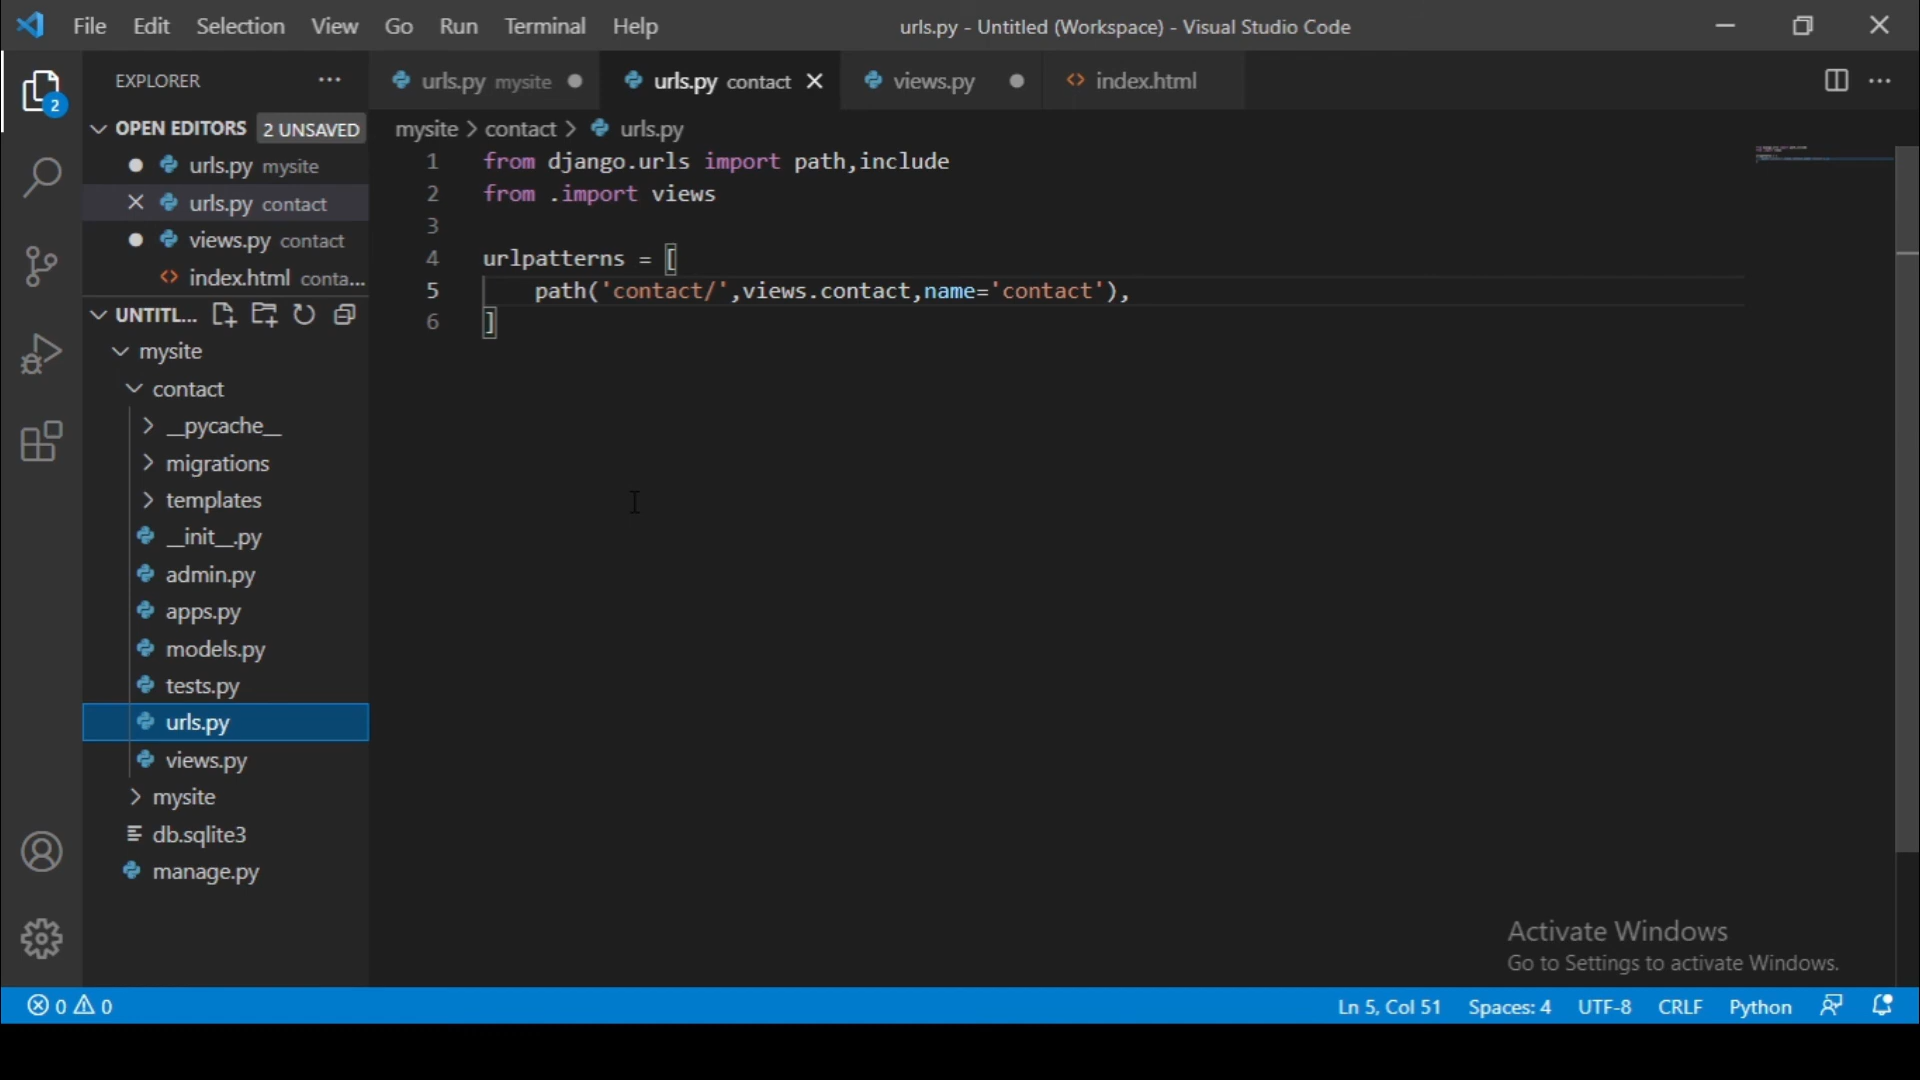 File Edit Selection View Go Run Terminal Help
urls.py - Untitled (Workspace) - Visual Studio Code
EXPLORER
urls.py mysite
urls.py contact
views.py
index.html
2
OPEN EDITORS 2 UNSAVED
urls.py mysite
urls.py contact
views.py contact
index.html conta...
UNTITL...
mysite
contact
__pycache__
migrations
templates
__init__.py
admin.py
apps.py
models.py
tests.py
urls.py
views.py
mysite
db.sqlite3
manage.py
mysite > contact > urls.py
1 from django.urls import path,include
2 from .import views
3
4 urlpatterns = [
5 path('contact/',views.contact,name='contact'),
6 ]
Activate Windows
Go to Settings to activate Windows.
0 0
Ln 5, Col 51 Spaces: 4 UTF-8 CRLF Python